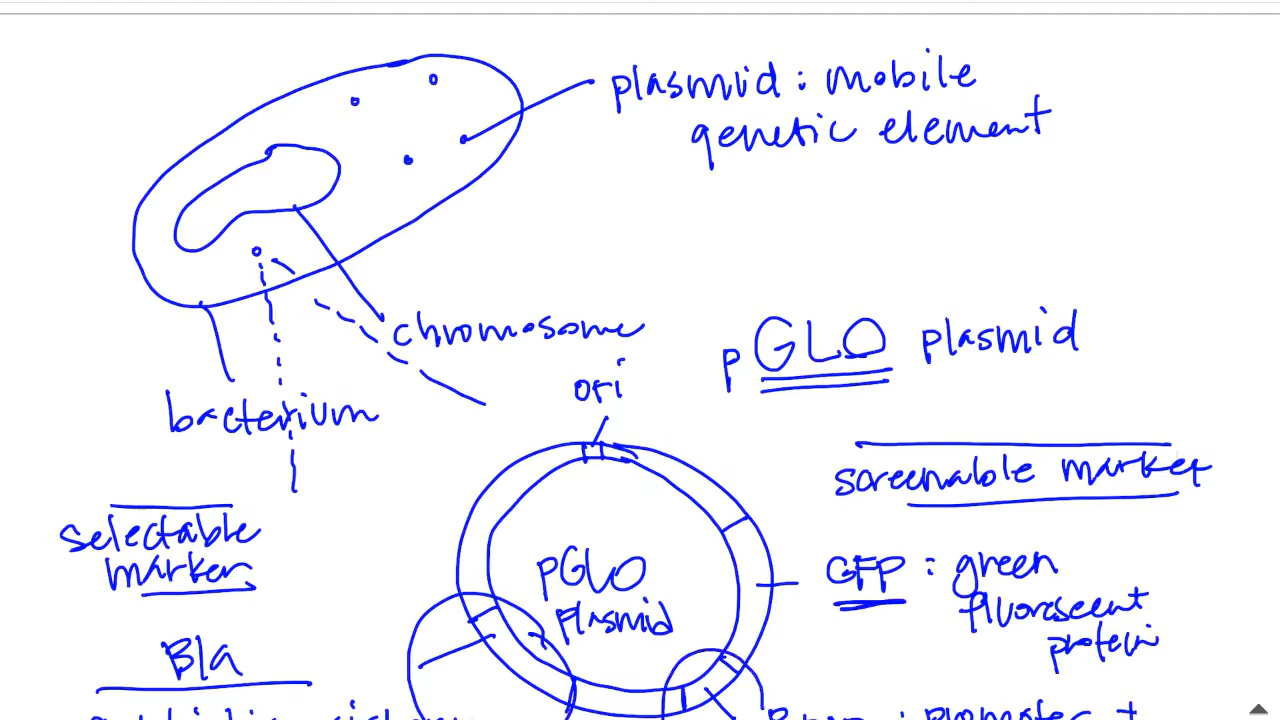 plasmid : mobile
genetic element
chromosome
bacterium
pGLO plasmid
ori
screenable marker
selectable
marker
pGLO
plasmid
GFP : green
fluorescent
protein
Bla
: promoter +